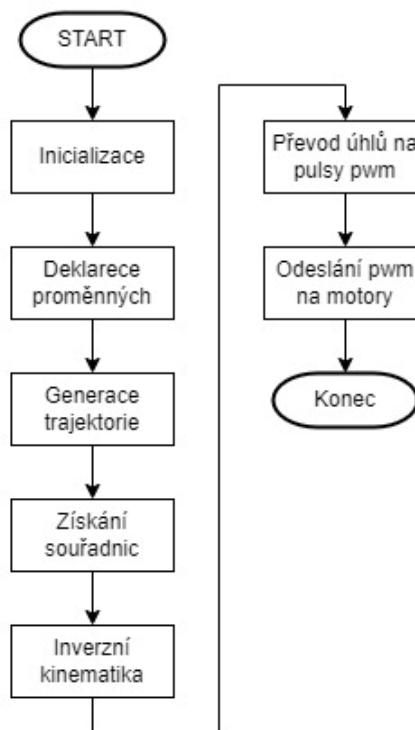 START
Inicializace
Deklarece
proměnných
Generace
trajektorie
Získání
souřadnic
Inverzní
kinematika
Převod úhlů na
pulsy pwm
Odeslání pwm
na motory
Konec